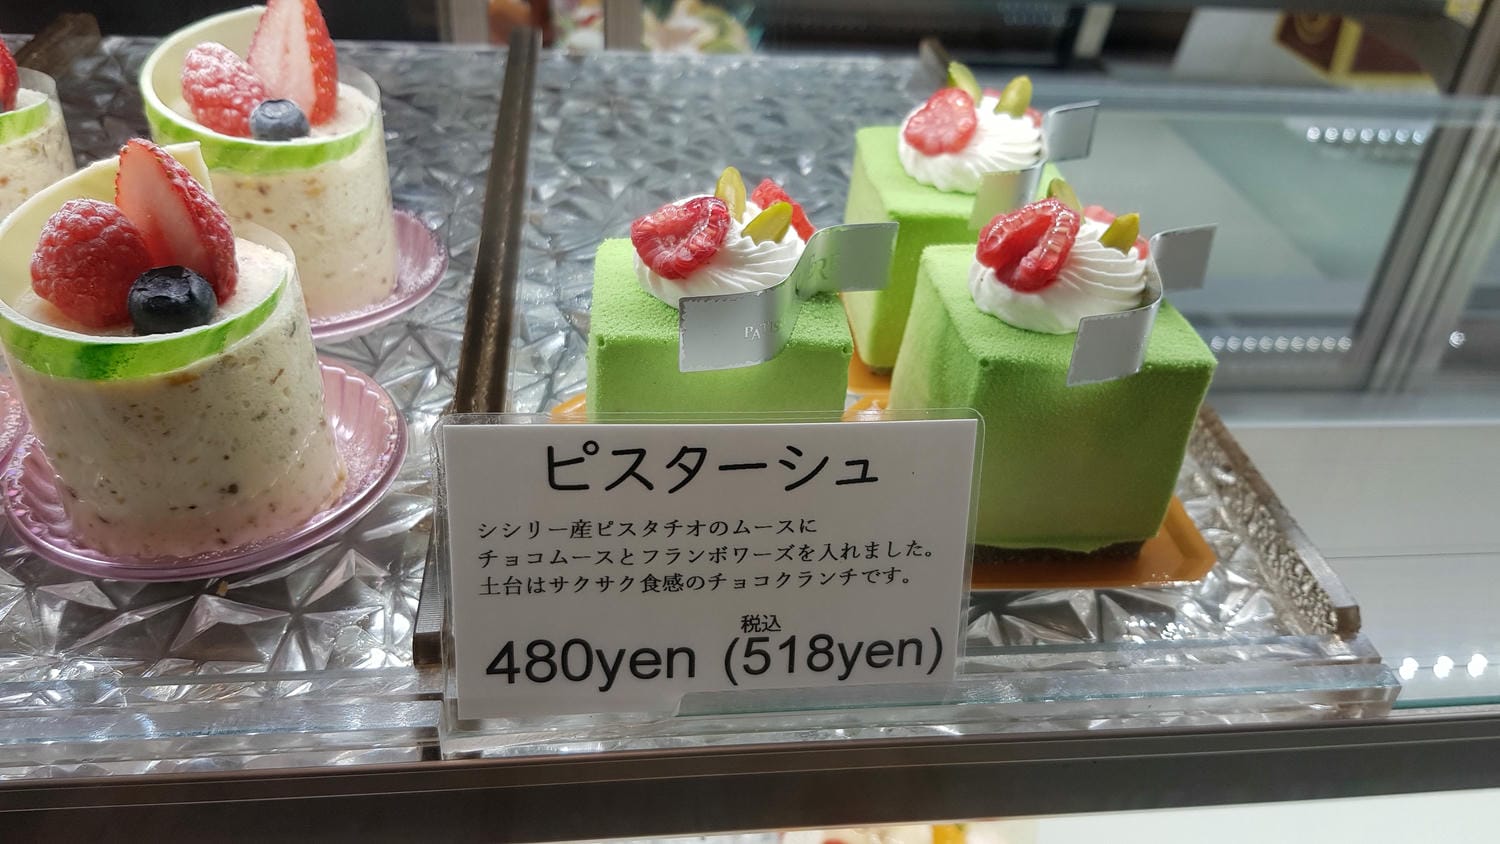 ピスターシュ
シシリー産ピスタチオのムースに
チョコムースとフランボワーズを入れました。
土台はサクサク食感のチョコクランチです。
税込
480yen (518yen)